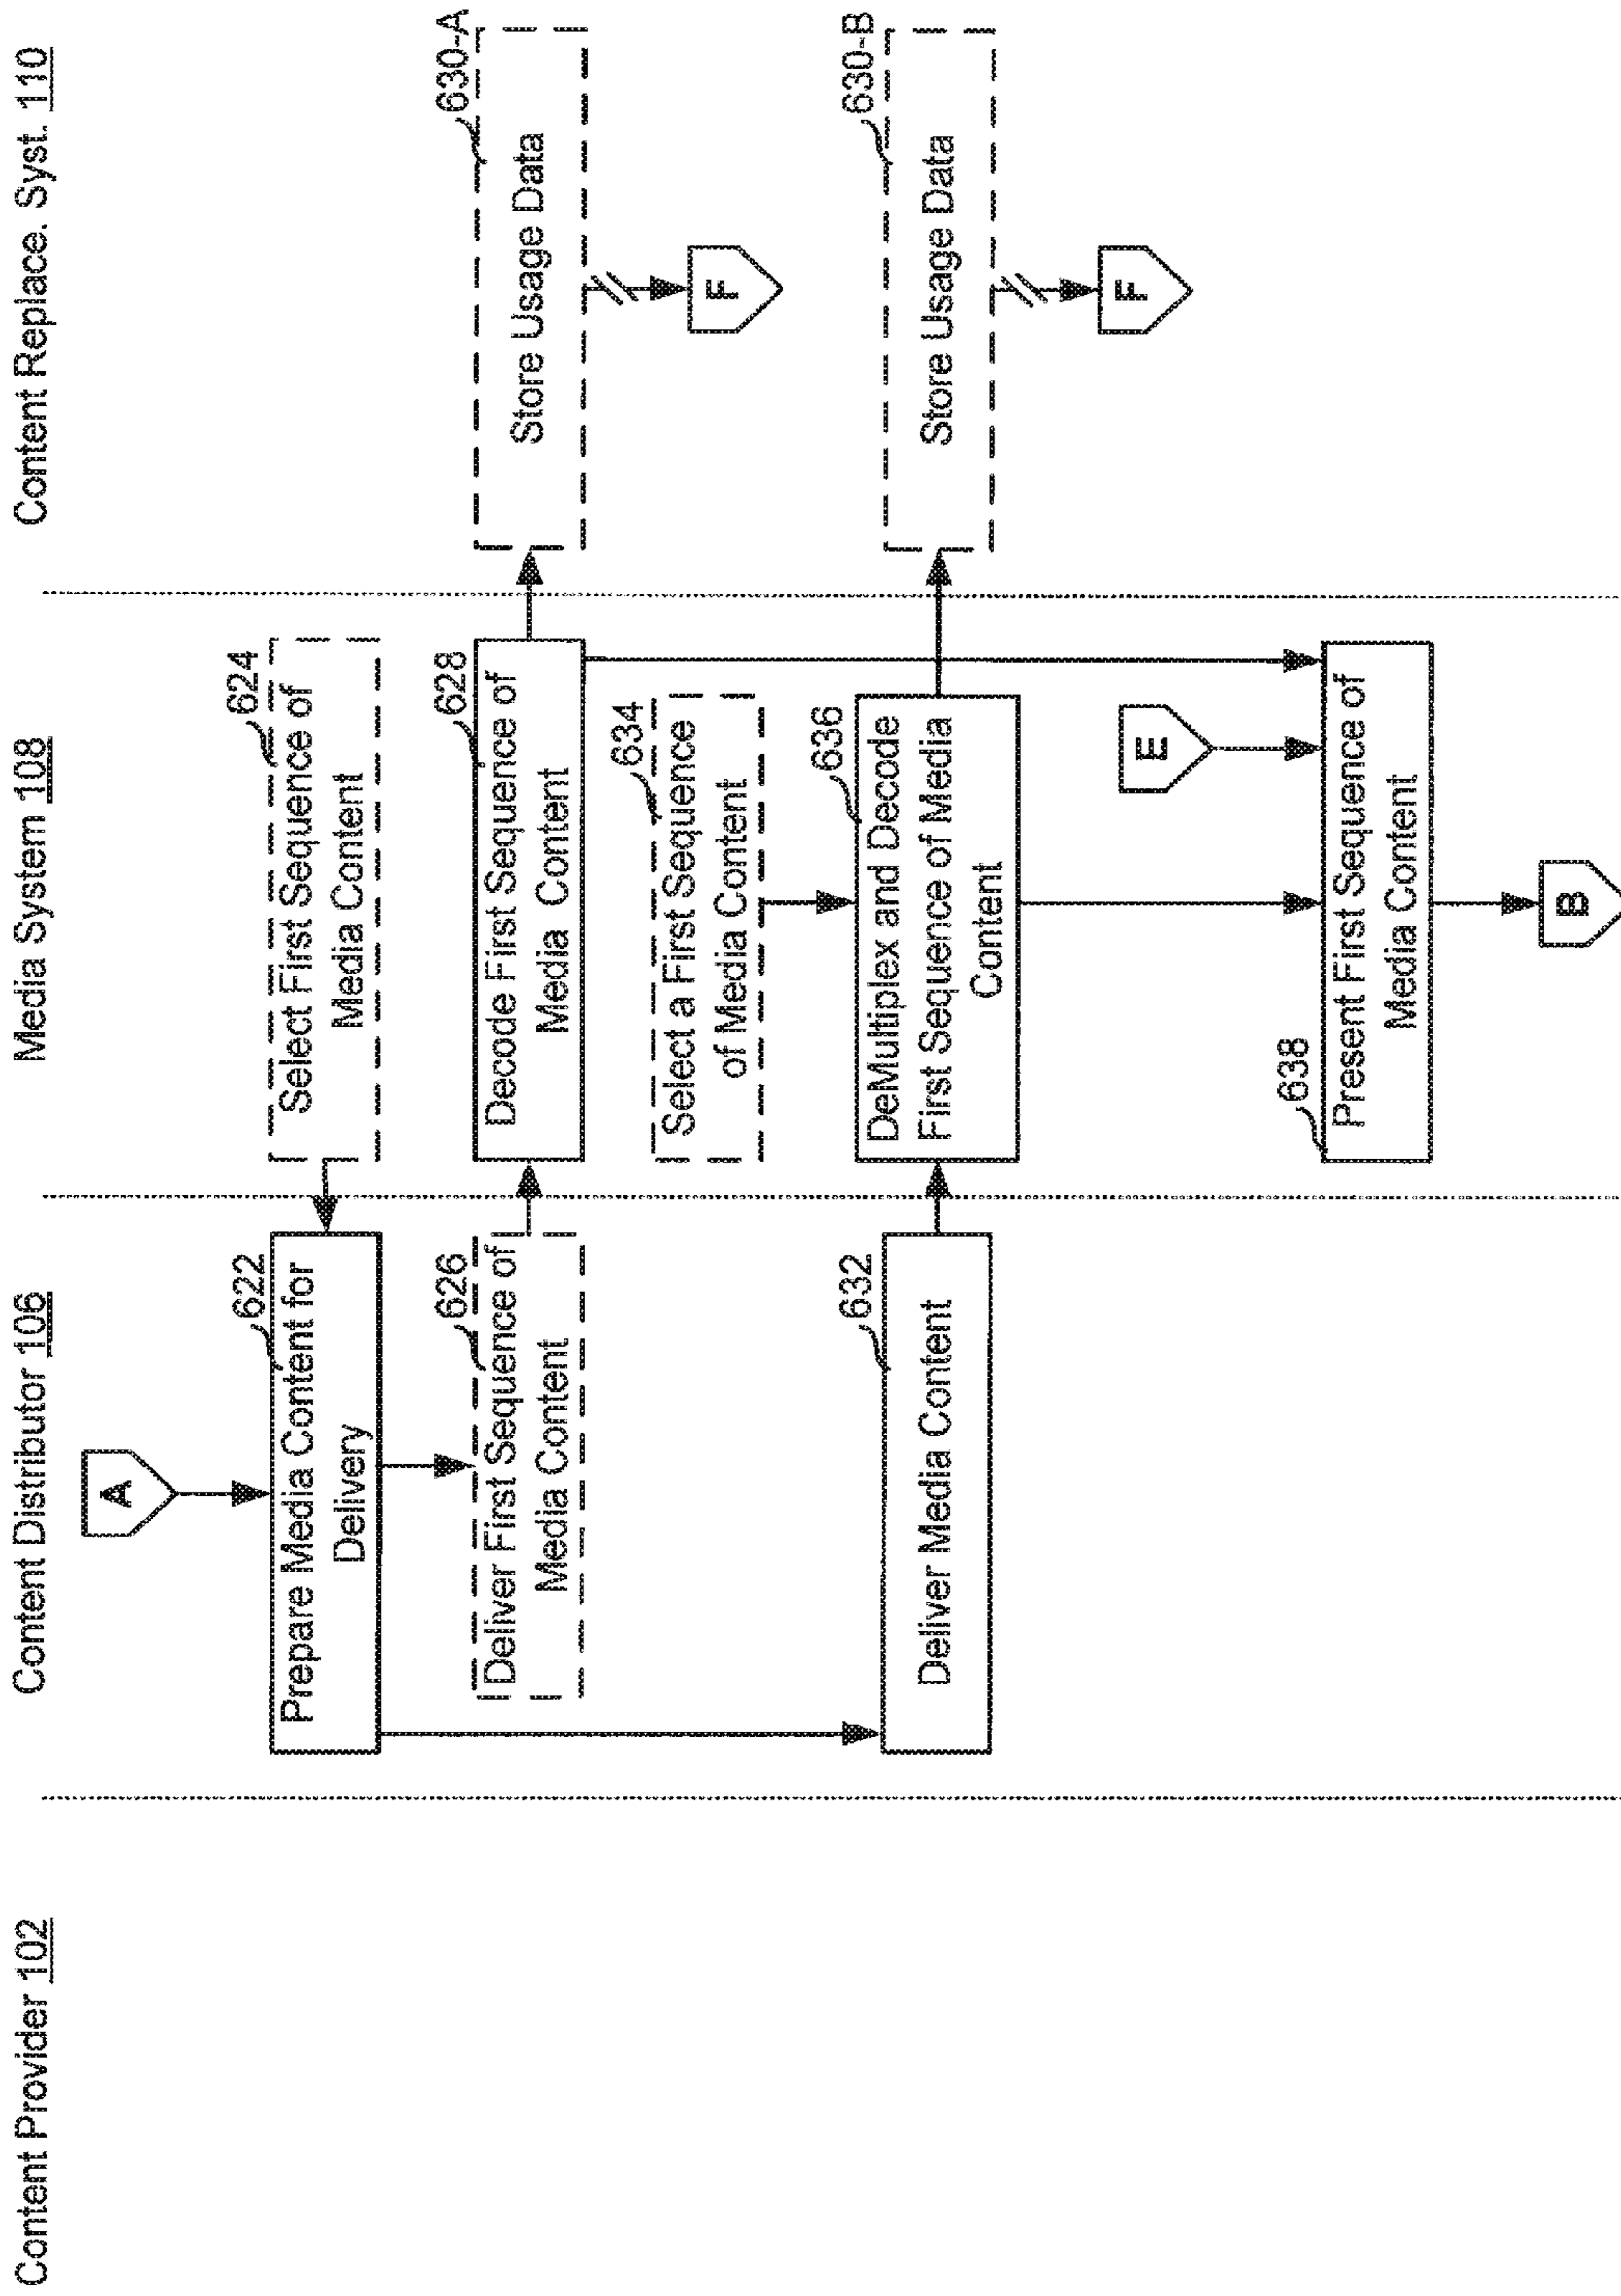 Content Provider 102
Content Distributor 106
Media System 108
Content Replace. Syst. 110
A
622
Prepare Media Content for
Delivery
624
Select First Sequence of
Media Content
626
Deliver First Sequence of
Media Content
628
Decode First Sequence of
Media Content
630-A
Store Usage Data
F
634
Select a First Sequence
of Media Content
632
Deliver Media Content
636
DeMultiplex and Decode
First Sequence of Media
Content
630-B
Store Usage Data
F
E
638
Present First Sequence of
Media Content
B